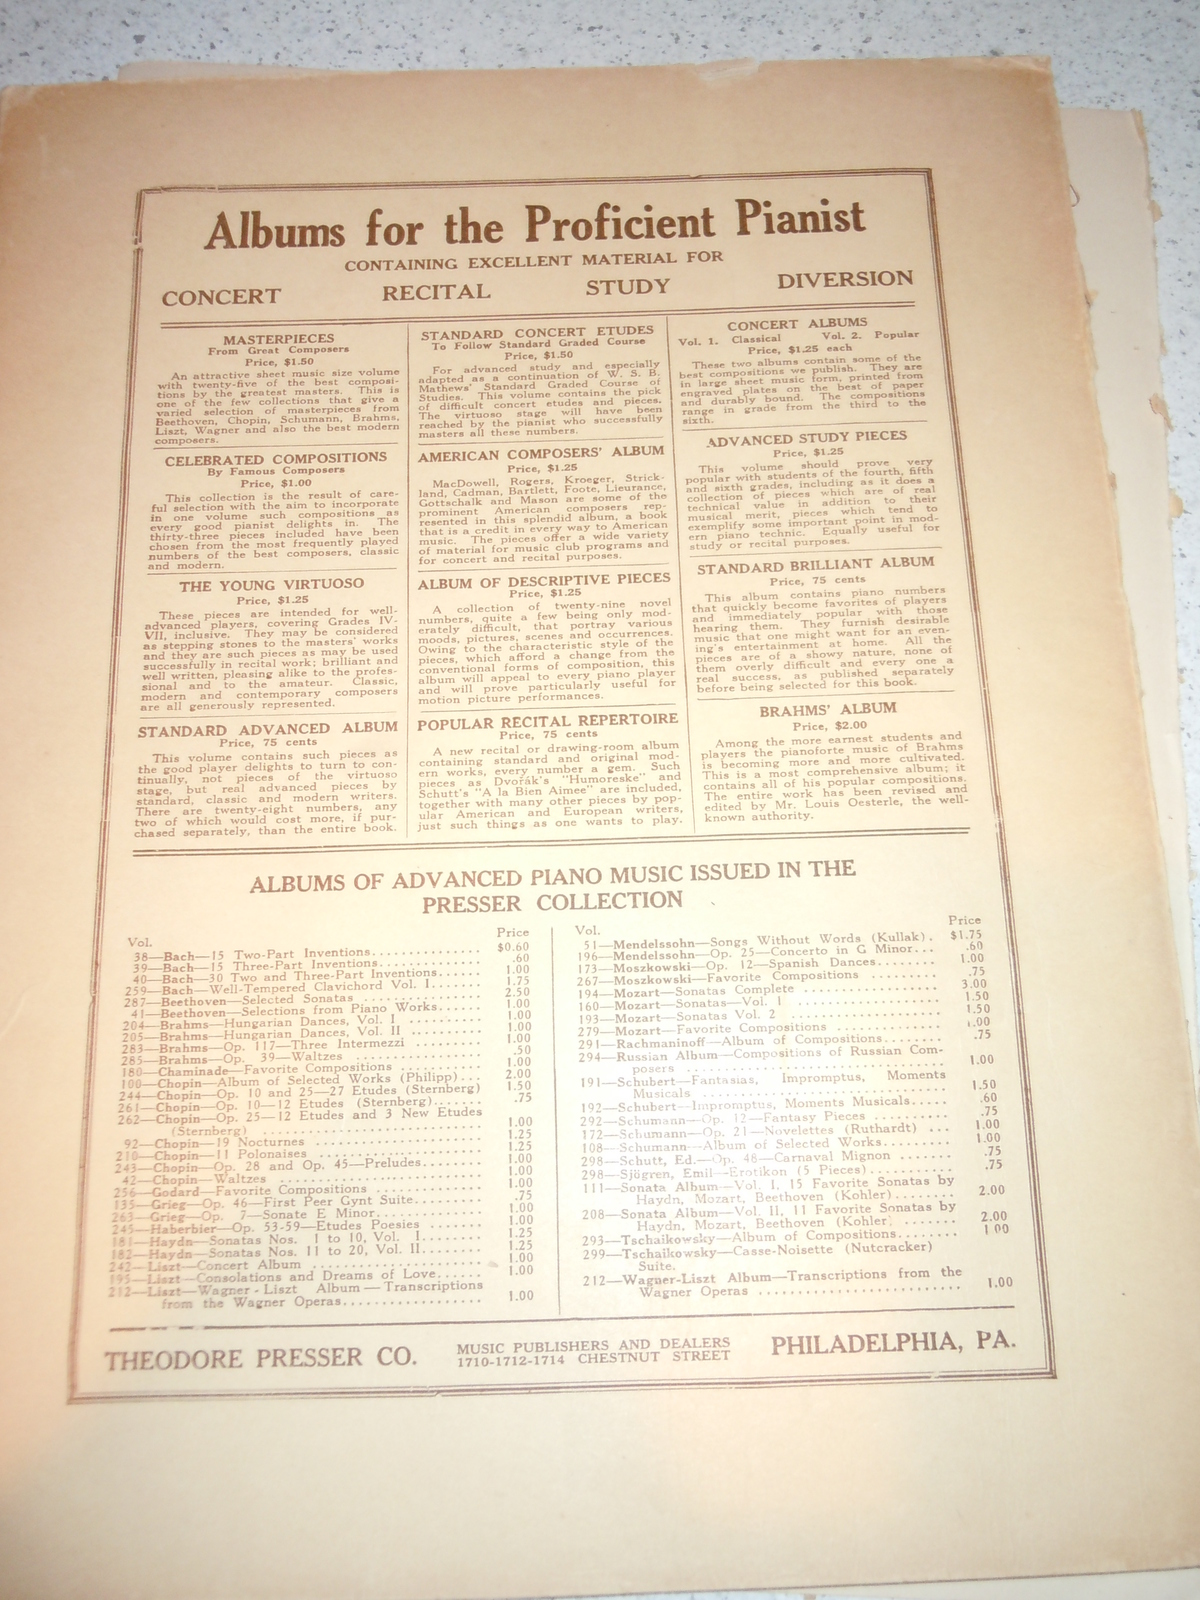 Albums for the Proficient Pianist
CONTAINING EXCELLENT MATERIAL FOR
CONCERT RECITAL STUDY DIVERSION
MASTERPIECES
From Great Composers
Price, $1.50
An attractive sheet music size volume
with twenty-five of the best composi-
tions by the greatest masters. This is
one of the few collections that give a
varied selection of masterpieces from
Beethoven, Chopin, Schumann, Brahms,
Liszt, Wagner and also the best modern
composers.
CELEBRATED COMPOSITIONS
By Famous Composers
Price, $1.00
This collection is the result of care-
ful selection with the aim to incorporate
in one volume such compositions as
every good pianist delights in. The
thirty-three pieces included have been
chosen from the most frequently played
numbers of the best composers, classic
and modern.
THE YOUNG VIRTUOSO
Price, $1.25
These pieces are intended for well-
advanced players, covering Grades IV-
VII, inclusive. They may be considered
as stepping stones to the masters' works
and they are such pieces as may be used
successfully in recital work; brilliant and
well written, pleasing alike to the profes-
sional and to the amateur. Classic,
modern and contemporary composers
are all generously represented.
STANDARD ADVANCED ALBUM
Price, 75 cents
This volume contains such pieces as
the good player delights to turn to con-
tinually, not pieces of the virtuoso
stage, but real advanced pieces by
standard, classic and modern writers.
There are twenty-eight numbers, any
two of which would cost more, if pur-
chased separately, than the entire book.
STANDARD CONCERT ETUDES
To Follow Standard Graded Course
Price, $1.50
For advanced study and especially
adapted as a continuation of W. S. B.
Mathews' Standard Graded Course of
Studies. This volume contains the pick
of difficult concert etudes and pieces.
The virtuoso stage will have been
reached by the pianist who successfully
masters all these numbers.
AMERICAN COMPOSERS' ALBUM
Price, $1.25
MacDowell, Rogers, Kroeger, Strick-
land, Cadman, Bartlett, Foote, Lieurance,
Gottschalk and Mason are some of the
prominent American composers rep-
resented in this splendid album, a book
that is a credit in every way to American
music. The pieces offer a wide variety
of material for music club programs and
for concert and recital purposes.
ALBUM OF DESCRIPTIVE PIECES
Price, $1.25
A collection of twenty-nine novel
numbers, quite a few being only mod-
erately difficult, that portray various
moods, pictures, scenes and occurrences.
Owing to the characteristic style of the
pieces, which afford a change from the
conventional forms of composition, this
album will appeal to every piano player
and will prove particularly useful for
motion picture performances.
POPULAR RECITAL REPERTOIRE
Price, 75 cents
A new recital or drawing-room album
containing standard and original mod-
ern works, every number a gem. Such
pieces as Dvořák's "Humoreske" and
Schutt's "A la Bien Aimee" are included,
together with many other pieces by pop-
ular American and European writers,
just such things as one wants to play.
CONCERT ALBUMS
Vol. 1. Classical Vol. 2. Popular
Price, $1.25 each
These two albums contain some of the
best compositions we publish. They are
in large sheet music form, printed from
engraved plates on the best of paper
and durably bound. The compositions
range in grade from the third to the
sixth.
ADVANCED STUDY PIECES
Price, $1.25
This volume should prove very
popular with students of the fourth, fifth
and sixth grades, including as it does a
collection of pieces which are of real
technical value in addition to their
musical merit, pieces which tend to
exemplify some important point in mod-
ern piano technic. Equally useful for
study or recital purposes.
STANDARD BRILLIANT ALBUM
Price, 75 cents
This album contains piano numbers
that quickly become favorites of players
and immediately popular with those
hearing them. They furnish desirable
music that one might want for an even-
ing's entertainment at home. All the
pieces are of a showy nature, none of
them overly difficult and every one a
real success, as published separately
before being selected for this book.
BRAHMS' ALBUM
Price, $2.00
Among the more earnest students and
players the pianoforte music of Brahms
is becoming more and more cultivated.
This is a most comprehensive album; it
contains all of his popular compositions.
The entire work has been revised and
edited by Mr. Louis Oesterle, the well-
known authority.
ALBUMS OF ADVANCED PIANO MUSIC ISSUED IN THE
PRESSER COLLECTION
Vol. Price
38—Bach—15 Two-Part Inventions $0.60
39—Bach—15 Three-Part Inventions .60
40—Bach—30 Two and Three-Part Inventions 1.00
259—Bach—Well-Tempered Clavichord Vol. I 1.75
287—Beethoven—Selected Sonatas 2.50
41—Beethoven—Selections from Piano Works 1.00
204—Brahms—Hungarian Dances, Vol. I 1.00
205—Brahms—Hungarian Dances, Vol. II 1.00
283—Brahms—Op. 117—Three Intermezzi 1.00
285—Brahms—Op. 39—Waltzes .50
180—Chaminade—Favorite Compositions 1.00
100—Chopin—Album of Selected Works (Philipp) 2.00
244—Chopin—Op. 10 and 25—27 Etudes (Sternberg) 1.50
261—Chopin—Op. 10—12 Etudes (Sternberg) .75
262—Chopin—Op. 25—12 Etudes and 3 New Etudes
(Sternberg) 1.00
92—Chopin—19 Nocturnes 1.25
210—Chopin—11 Polonaises 1.25
243—Chopin—Op. 28 and Op. 45—Preludes 1.00
42—Chopin—Waltzes 1.00
256—Godard—Favorite Compositions 1.00
135—Grieg—Op. 46—First Peer Gynt Suite .75
263—Grieg—Op. 7—Sonate E Minor 1.00
245—Haberbier—Op. 53-59—Etudes Poesies 1.00
181—Haydn—Sonatas Nos. 1 to 10, Vol. I 1.25
182—Haydn—Sonatas Nos. 11 to 20, Vol. II 1.25
242—Liszt—Concert Album 1.00
195—Liszt—Consolations and Dreams of Love 1.00
212—Liszt—Wagner-Liszt Album—Transcriptions
from the Wagner Operas 1.00
Vol. Price
51—Mendelssohn—Songs Without Words (Kullak) $1.75
196—Mendelssohn—Op. 25—Concerto in G Minor .60
173—Moszkowski—Op. 12—Spanish Dances 1.00
267—Moszkowski—Favorite Compositions .75
194—Mozart—Sonatas Complete 3.00
160—Mozart—Sonatas—Vol. 1 1.50
193—Mozart—Sonatas Vol. 2 1.50
279—Mozart—Favorite Compositions 1.00
291—Rachmaninoff—Album of Compositions .75
294—Russian Album—Compositions of Russian Com-
posers 1.00
191—Schubert—Fantasias, Impromptus, Moments
Musicals 1.50
192—Schubert—Impromptus, Moments Musicals .60
292—Schumann—Op. 12—Fantasy Pieces .75
172—Schumann—Op. 21—Novelettes (Ruthardt) 1.00
108—Schumann—Album of Selected Works 1.00
298—Schutt, Ed.—Op. 48—Carnaval Mignon .75
298—Sjögren, Emil—Erotikon (5 Pieces) .75
111—Sonata Album—Vol. I, 15 Favorite Sonatas by
Haydn, Mozart, Beethoven (Kohler) 2.00
208—Sonata Album—Vol. II, 11 Favorite Sonatas by
Haydn, Mozart, Beethoven (Kohler) 2.00
293—Tschaikowsky—Album of Compositions 1.00
299—Tschaikowsky—Casse-Noisette (Nutcracker)
Suite.
212—Wagner-Liszt Album—Transcriptions from the
Wagner Operas 1.00
THEODORE PRESSER CO. MUSIC PUBLISHERS AND DEALERS PHILADELPHIA, PA.
1710-1712-1714 CHESTNUT STREET